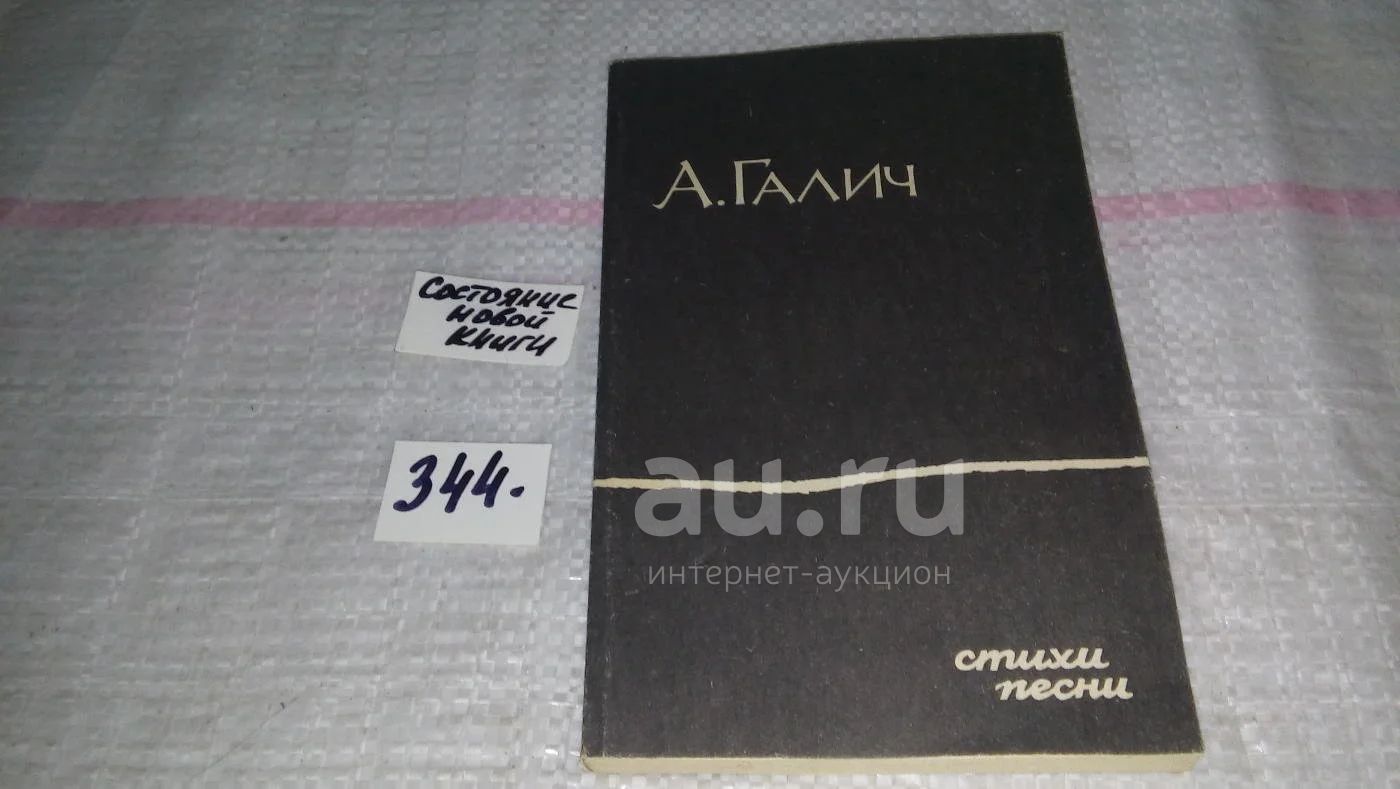 А. ГАЛИЧ
Состояние
новой
книги
344.
au.ru
интернет-аукцион
стихи
песни